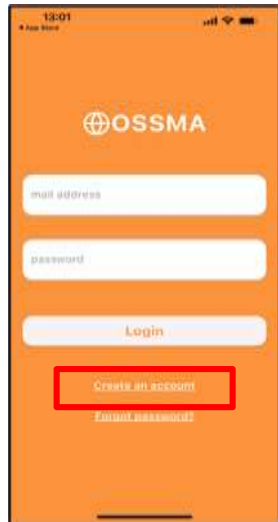 13:01
App Store
OSSMA
mail address
password
Login
Create an account
Forgot password?